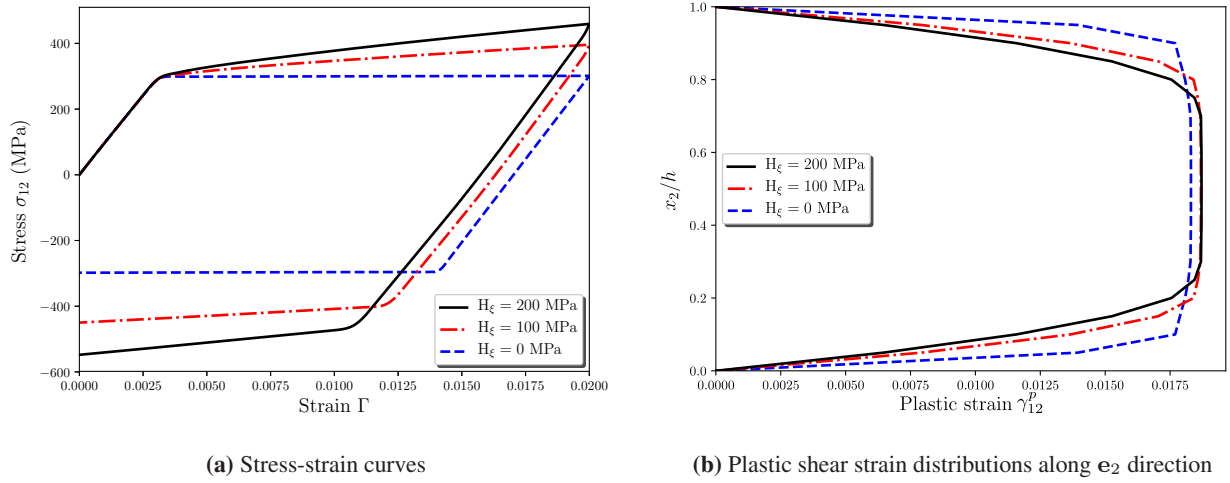 400
200
0
−200
−400
−600
0.0000 0.0025 0.0050 0.0075 0.0100 0.0125 0.0150 0.0175 0.0200
Stress σ12 (MPa)
Strain Γ
Hξ = 200 MPa
Hξ = 100 MPa
Hξ = 0 MPa
(a) Stress-strain curves
1.0
0.8
0.6
0.4
0.2
0.0
0.0000 0.0025 0.0050 0.0075 0.0100 0.0125 0.0150 0.0175
x2/h
Plastic strain γ^p_12
Hξ = 200 MPa
Hξ = 100 MPa
Hξ = 0 MPa
(b) Plastic shear strain distributions along e2 direction